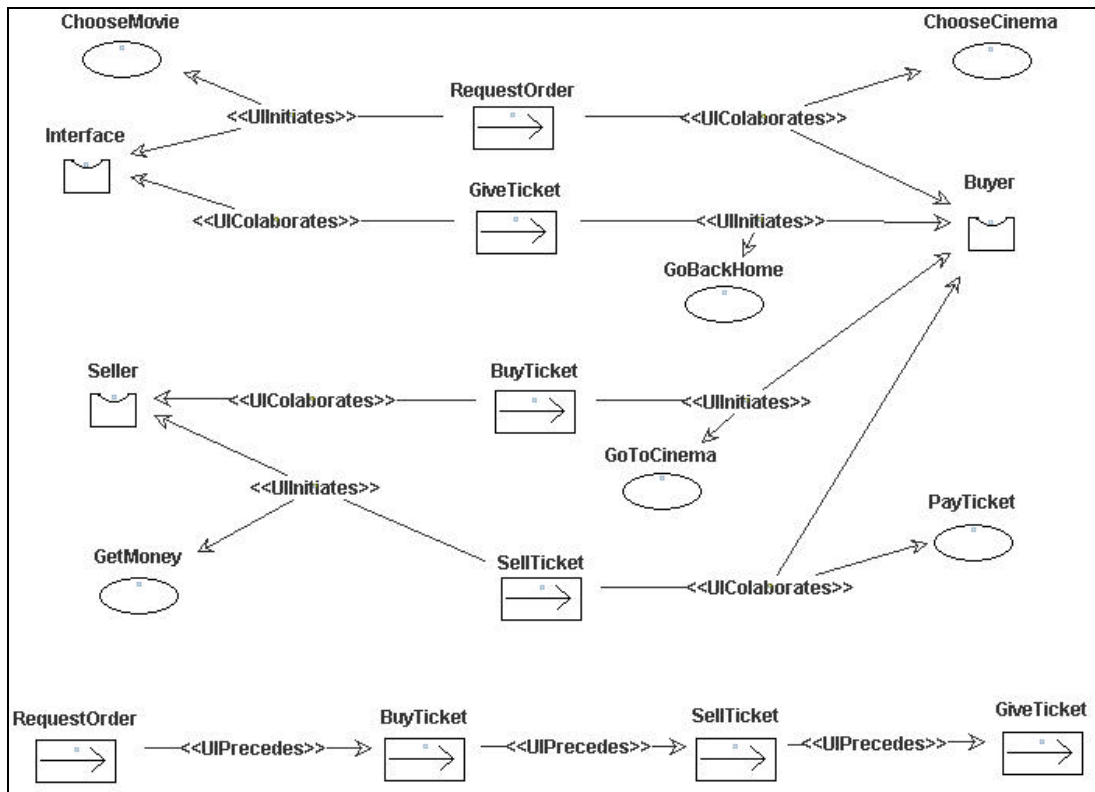 ChooseMovie
ChooseCinema
RequestOrder
<<UIInitiates>>
<<UIColaborates>>
Interface
GiveTicket
Buyer
<<UIColaborates>>
<<UIInitiates>>
GoBackHome
Seller
BuyTicket
<<UIColaborates>>
<<UIInitiates>>
GoToCinema
<<UIInitiates>>
PayTicket
GetMoney
SellTicket
<<UIColaborates>>
RequestOrder
BuyTicket
SellTicket
GiveTicket
<<UIPrecedes>>
<<UIPrecedes>>
<<UIPrecedes>>